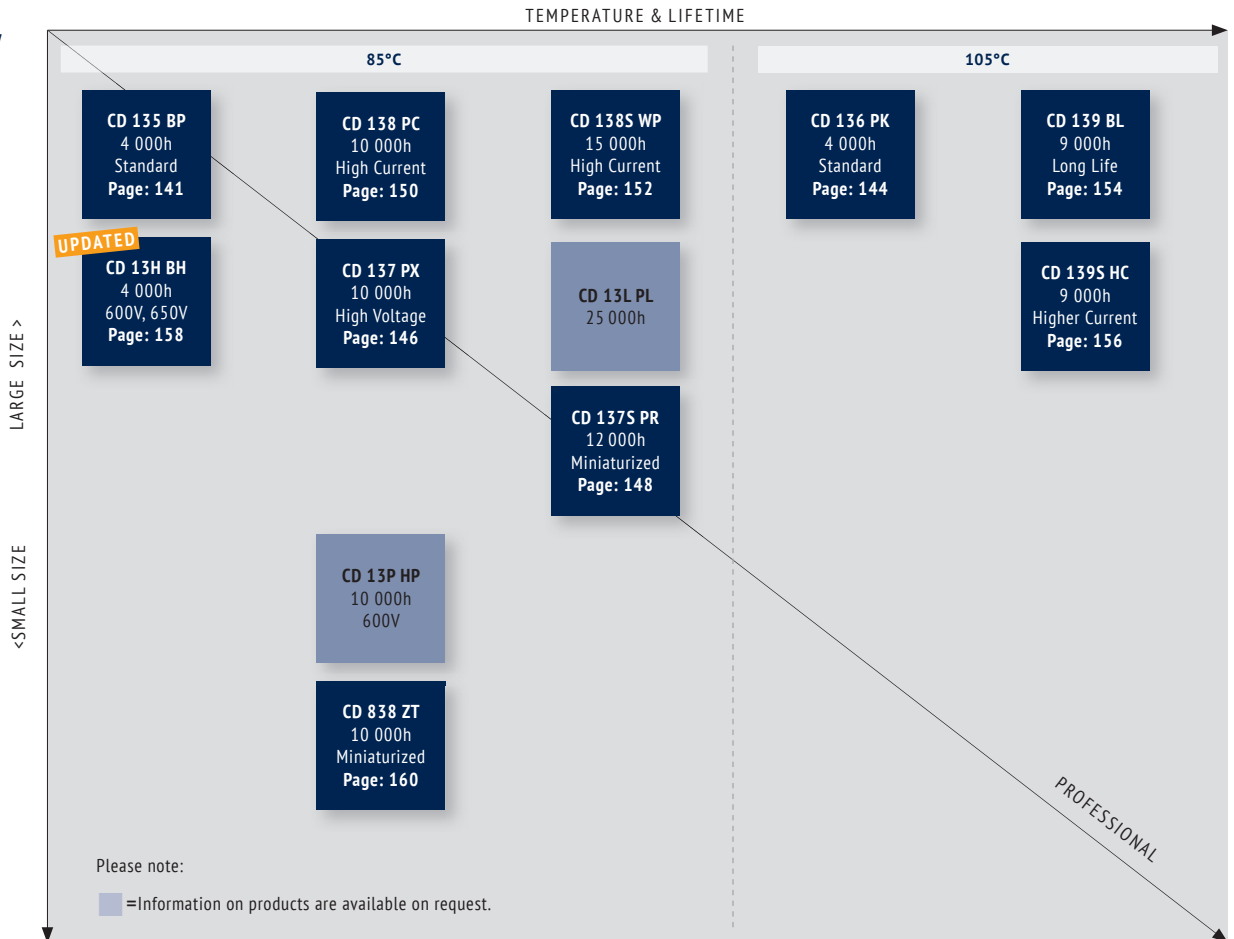 TEMPERATURE & LIFETIME
85°C
105°C
CD 135 BP
4 000h
Standard
Page: 141
CD 138 PC
10 000h
High Current
Page: 150
CD 138S WP
15 000h
High Current
Page: 152
CD 136 PK
4 000h
Standard
Page: 144
CD 139 BL
9 000h
Long Life
Page: 154
UPDATED
CD 13H BH
4 000h
600V, 650V
Page: 158
CD 137 PX
10 000h
High Voltage
Page: 146
CD 13L PL
25 000h
CD 139S HC
9 000h
Higher Current
Page: 156
LARGE SIZE >
CD 137S PR
12 000h
Miniaturized
Page: 148
<SMALL SIZE
CD 13P HP
10 000h
600V
CD 838 ZT
10 000h
Miniaturized
Page: 160
PROFESSIONAL
Please note:
=Information on products are available on request.